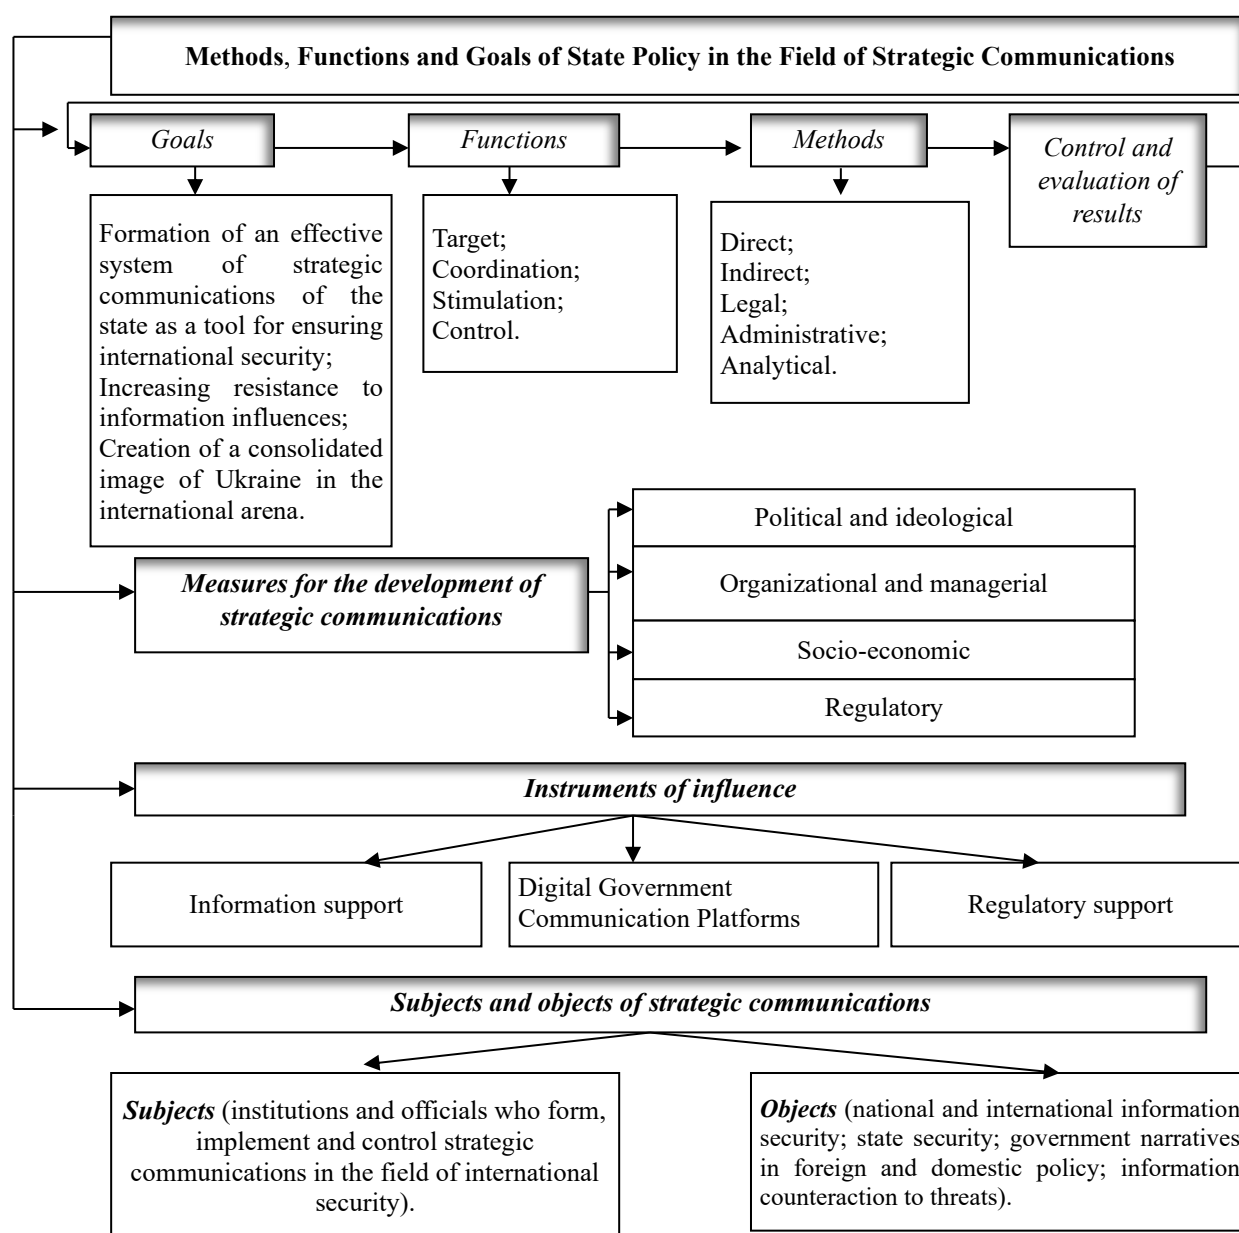 Methods, Functions and Goals of State Policy in the Field of Strategic Communications
Goals
Functions
Methods
Control and
evaluation of
results
Formation of an effective
system of strategic
communications of the
state as a tool for ensuring
international security;
Increasing resistance to
information influences;
Creation of a consolidated
image of Ukraine in the
international arena.
Target;
Coordination;
Stimulation;
Control.
Direct;
Indirect;
Legal;
Administrative;
Analytical.
Measures for the development of
strategic communications
Political and ideological
Organizational and managerial
Socio-economic
Regulatory
Instruments of influence
Information support
Digital Government
Communication Platforms
Regulatory support
Subjects and objects of strategic communications
Subjects (institutions and officials who form,
implement and control strategic
communications in the field of international
security).
Objects (national and international information
security; state security; government narratives
in foreign and domestic policy; information
counteraction to threats).